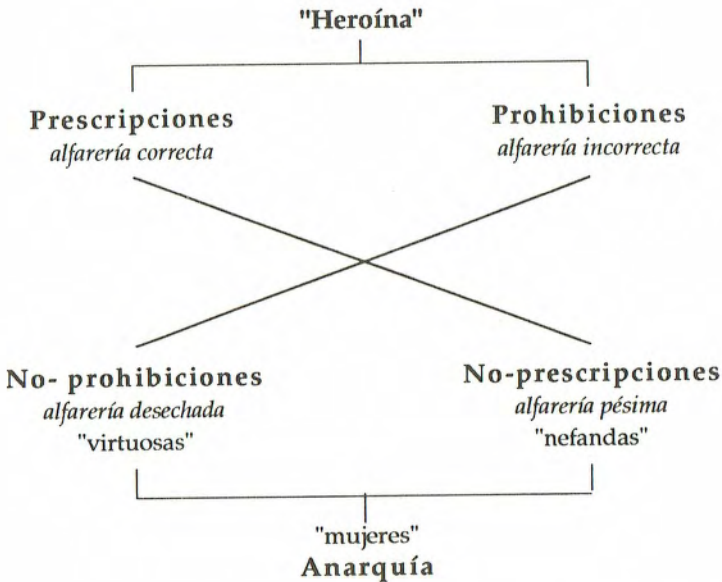 "Heroína"
Prescripciones
alfarería correcta
Prohibiciones
alfarería incorrecta
No- prohibiciones
alfarería desechada
"virtuosas"
No-prescripciones
alfarería pésima
"nefandas"
"mujeres"
Anarquía